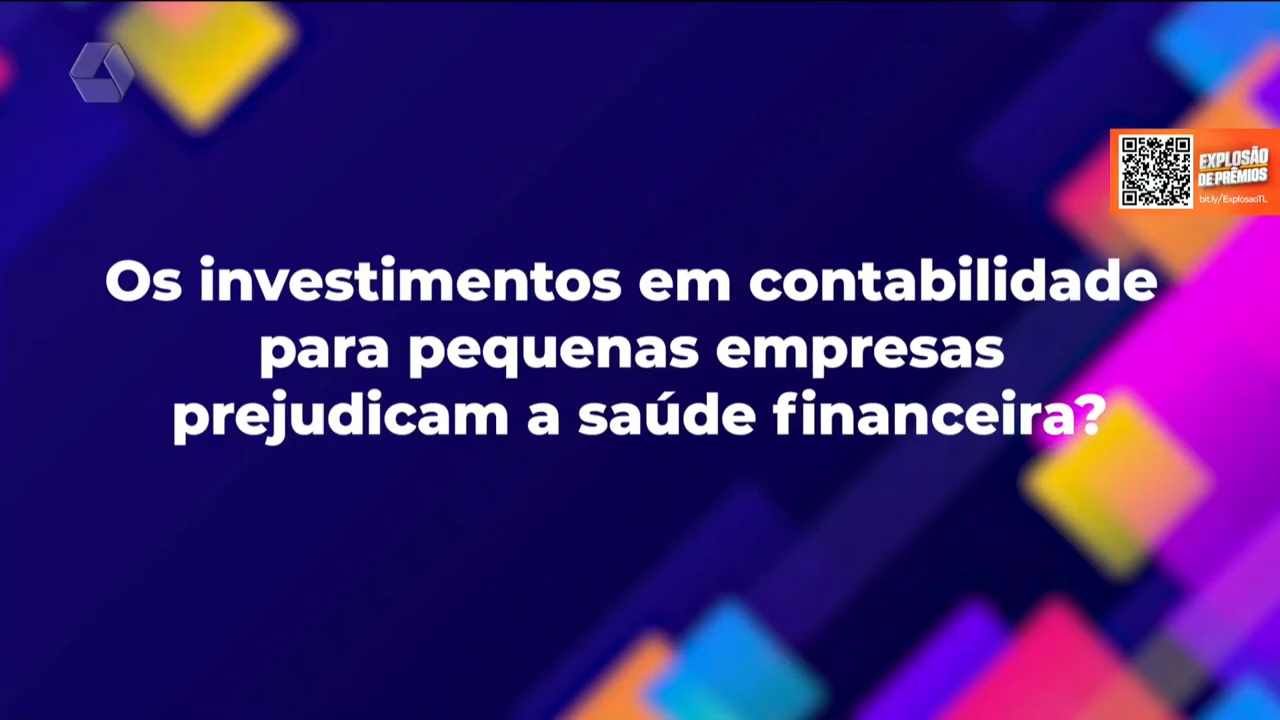 EXPLOSÃO
DE PRÊMIOS
bit.ly/ExplosaoTL
Os investimentos em contabilidade
para pequenas empresas
prejudicam a saúde financeira?